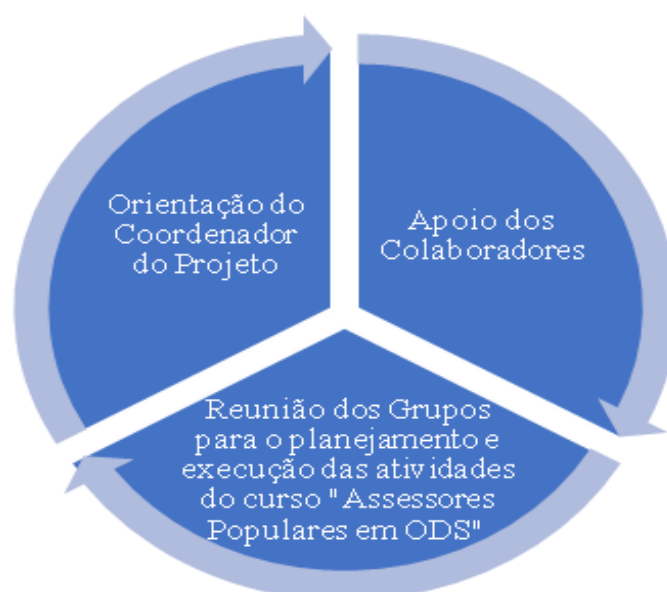 Orientação do
Coordenador
do Projeto
Apoio dos
Colaboradores
Reunião dos Grupos
para o planejamento e
execução das atividades
do curso "Assessores
Populares em ODS"